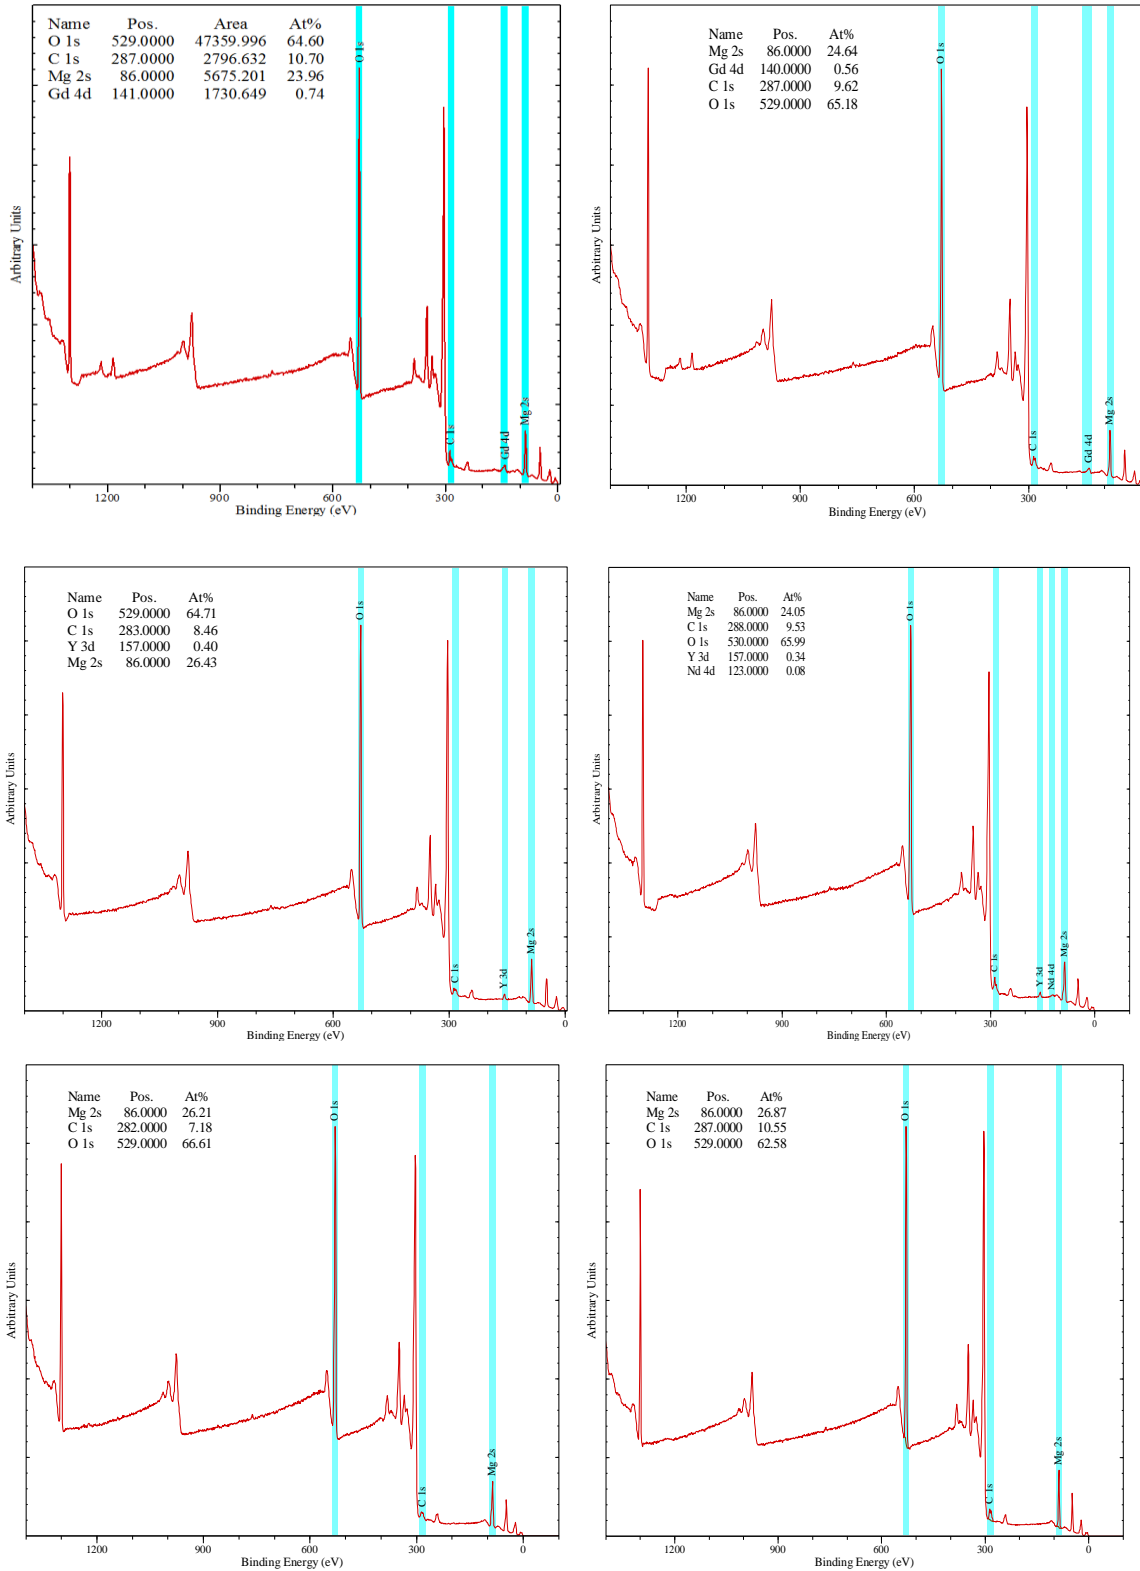 Name Pos. Area At%
O 1s 529.0000 47359.996 64.60
C 1s 287.0000 2796.632 10.70
Mg 2s 86.0000 5675.201 23.96
Gd 4d 141.0000 1730.649 0.74
O 1s
C 1s
Gd 4d
Mg 2s
Arbitrary Units
1200 900 600 300 0
Binding Energy (eV)
Name Pos. At%
Mg 2s 86.0000 24.64
Gd 4d 140.0000 0.56
C 1s 287.0000 9.62
O 1s 529.0000 65.18
O 1s
C 1s
Gd 4d
Mg 2s
Arbitrary Units
1200 900 600 300
Binding Energy (eV)
Name Pos. At%
O 1s 529.0000 64.71
C 1s 283.0000 8.46
Y 3d 157.0000 0.40
Mg 2s 86.0000 26.43
O 1s
C 1s
Y 3d
Mg 2s
Arbitrary Units
1200 900 600 300 0
Binding Energy (eV)
Name Pos. At%
Mg 2s 86.0000 24.05
C 1s 288.0000 9.53
O 1s 530.0000 65.99
Y 3d 157.0000 0.34
Nd 4d 123.0000 0.08
O 1s
C 1s
Y 3d
Nd 4d
Mg 2s
Arbitrary Units
1200 900 600 300 0
Binding Energy (eV)
Name Pos. At%
Mg 2s 86.0000 26.21
C 1s 282.0000 7.18
O 1s 529.0000 66.61
O 1s
C 1s
Mg 2s
Arbitrary Units
1200 900 600 300 0
Binding Energy (eV)
Name Pos. At%
Mg 2s 86.0000 26.87
C 1s 287.0000 10.55
O 1s 529.0000 62.58
O 1s
C 1s
Mg 2s
Arbitrary Units
1200 900 600 300 0
Binding Energy (eV)